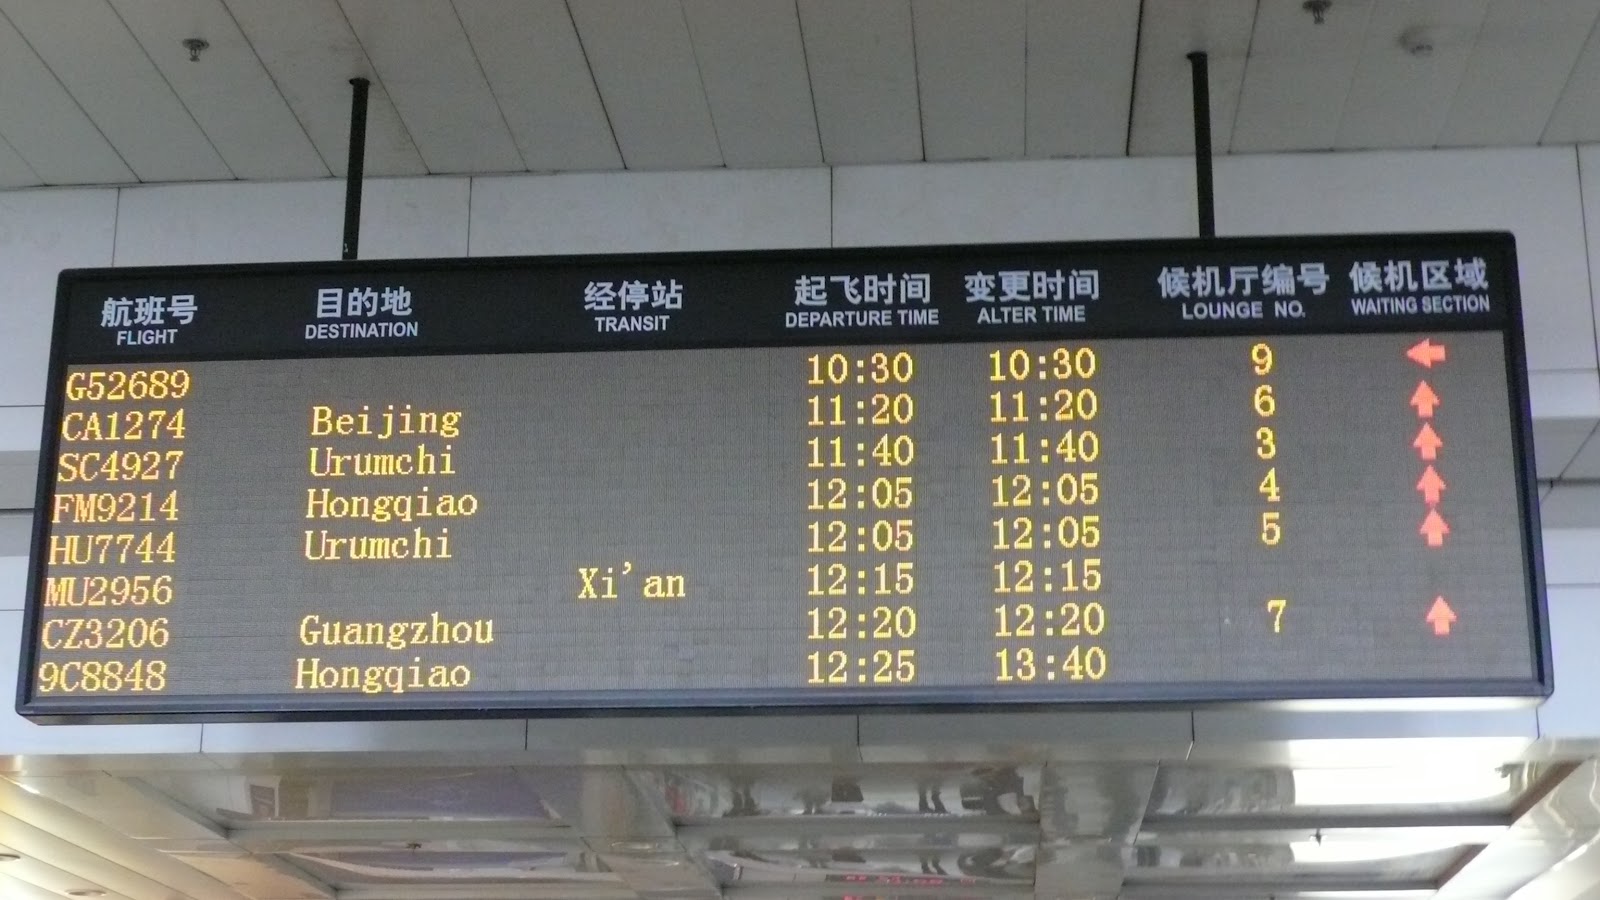 航班号 目的地 经停站 起飞时间 变更时间 候机厅编号 候机区域
FLIGHT DESTINATION TRANSIT DEPARTURE TIME ALTER TIME LOUNGE NO. WAITING SECTION
G52689 10:30 10:30 9 ←
CA1274 Beijing 11:20 11:20 6 ↑
SC4927 Urumchi 11:40 11:40 3 ↑
FM9214 Hongqiao 12:05 12:05 4 ↑
HU7744 Urumchi 12:05 12:05 5 ↑
MU2956 Xi'an 12:15 12:15
CZ3206 Guangzhou 12:20 12:20 7 ↑
9C8848 Hongqiao 12:25 13:40